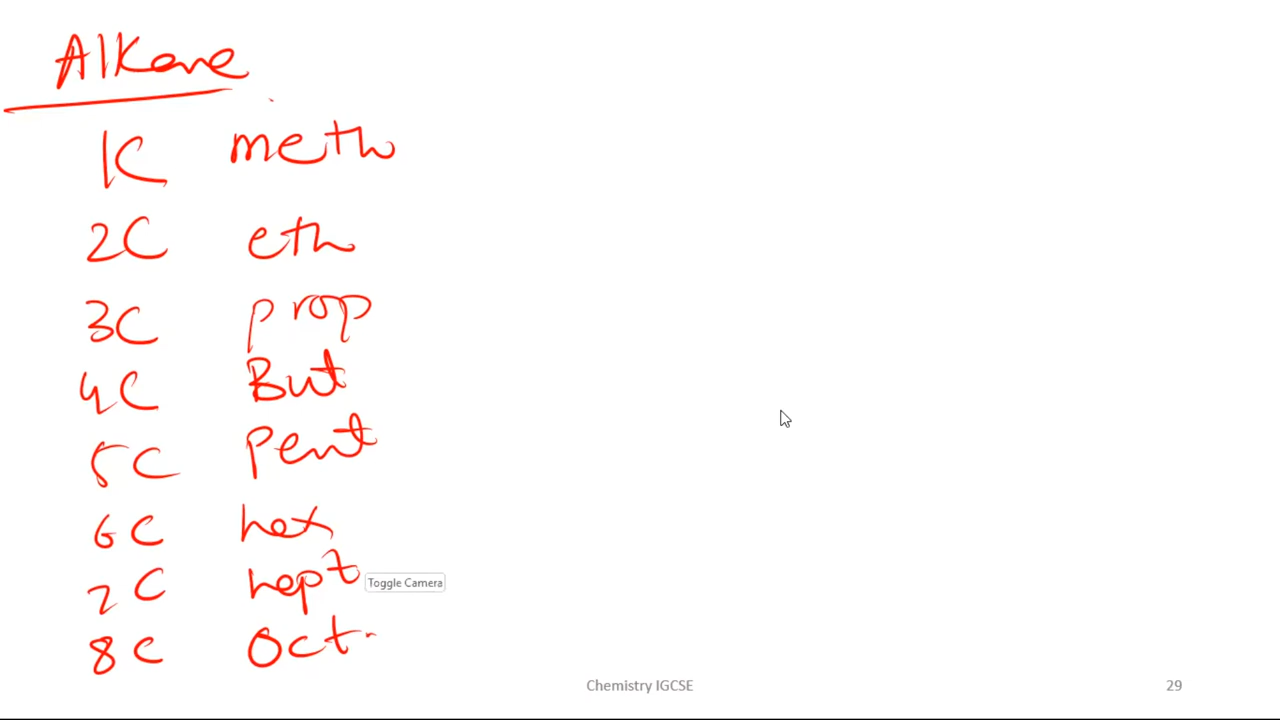 Alkane
1C meth
2C eth
3C prop
4C But
5C Pent
6C hex
7C hept
Toggle Camera
8C Oct
Chemistry IGCSE 29